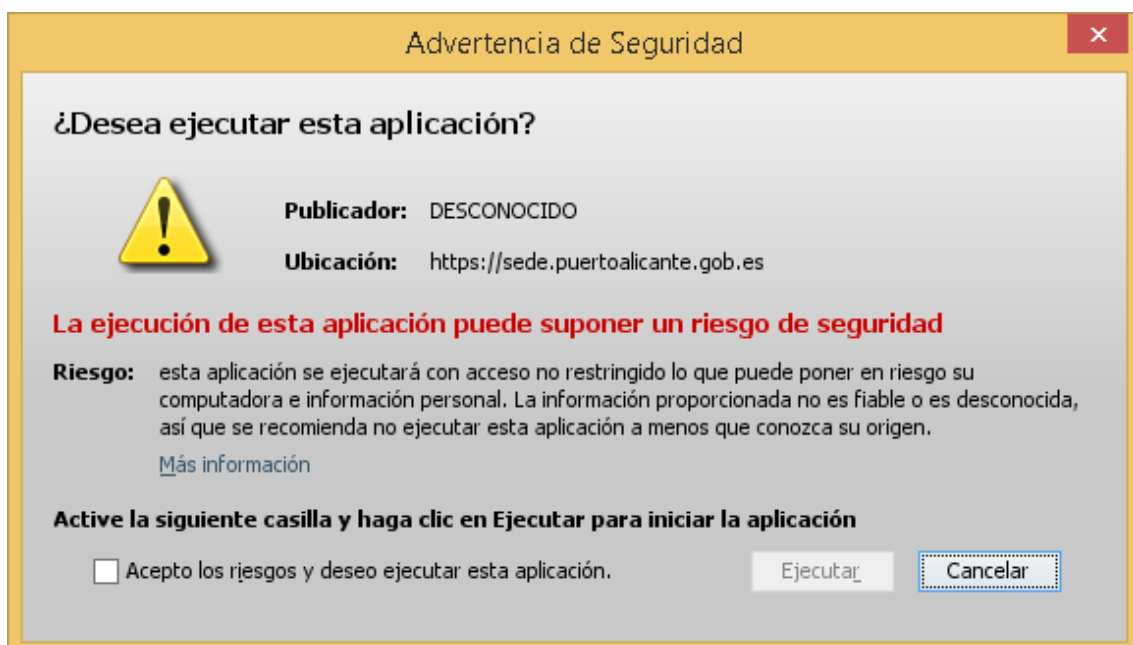 Advertencia de Seguridad
¿Desea ejecutar esta aplicación?
Publicador: DESCONOCIDO
Ubicación: https://sede.puertoalicante.gob.es
La ejecución de esta aplicación puede suponer un riesgo de seguridad
Riesgo: esta aplicación se ejecutará con acceso no restringido lo que puede poner en riesgo su
computadora e información personal. La información proporcionada no es fiable o es desconocida,
así que se recomienda no ejecutar esta aplicación a menos que conozca su origen.
Más información
Active la siguiente casilla y haga clic en Ejecutar para iniciar la aplicación
Acepto los riesgos y deseo ejecutar esta aplicación. Ejecutar Cancelar